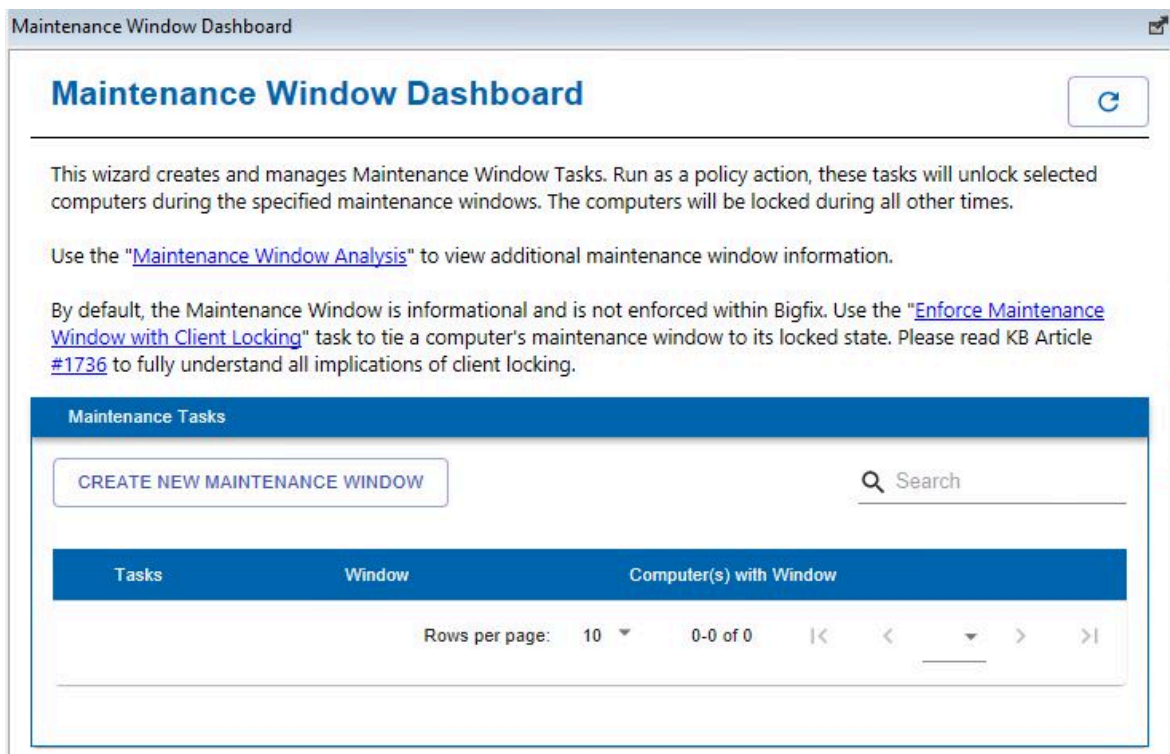 Maintenance Window Dashboard
Maintenance Window Dashboard
This wizard creates and manages Maintenance Window Tasks. Run as a policy action, these tasks will unlock selected
computers during the specified maintenance windows. The computers will be locked during all other times.
Use the "Maintenance Window Analysis" to view additional maintenance window information.
By default, the Maintenance Window is informational and is not enforced within Bigfix. Use the "Enforce Maintenance
Window with Client Locking" task to tie a computer's maintenance window to its locked state. Please read KB Article
#1736 to fully understand all implications of client locking.
Maintenance Tasks
CREATE NEW MAINTENANCE WINDOW
Search
Tasks Window Computer(s) with Window
Rows per page: 10 0-0 of 0